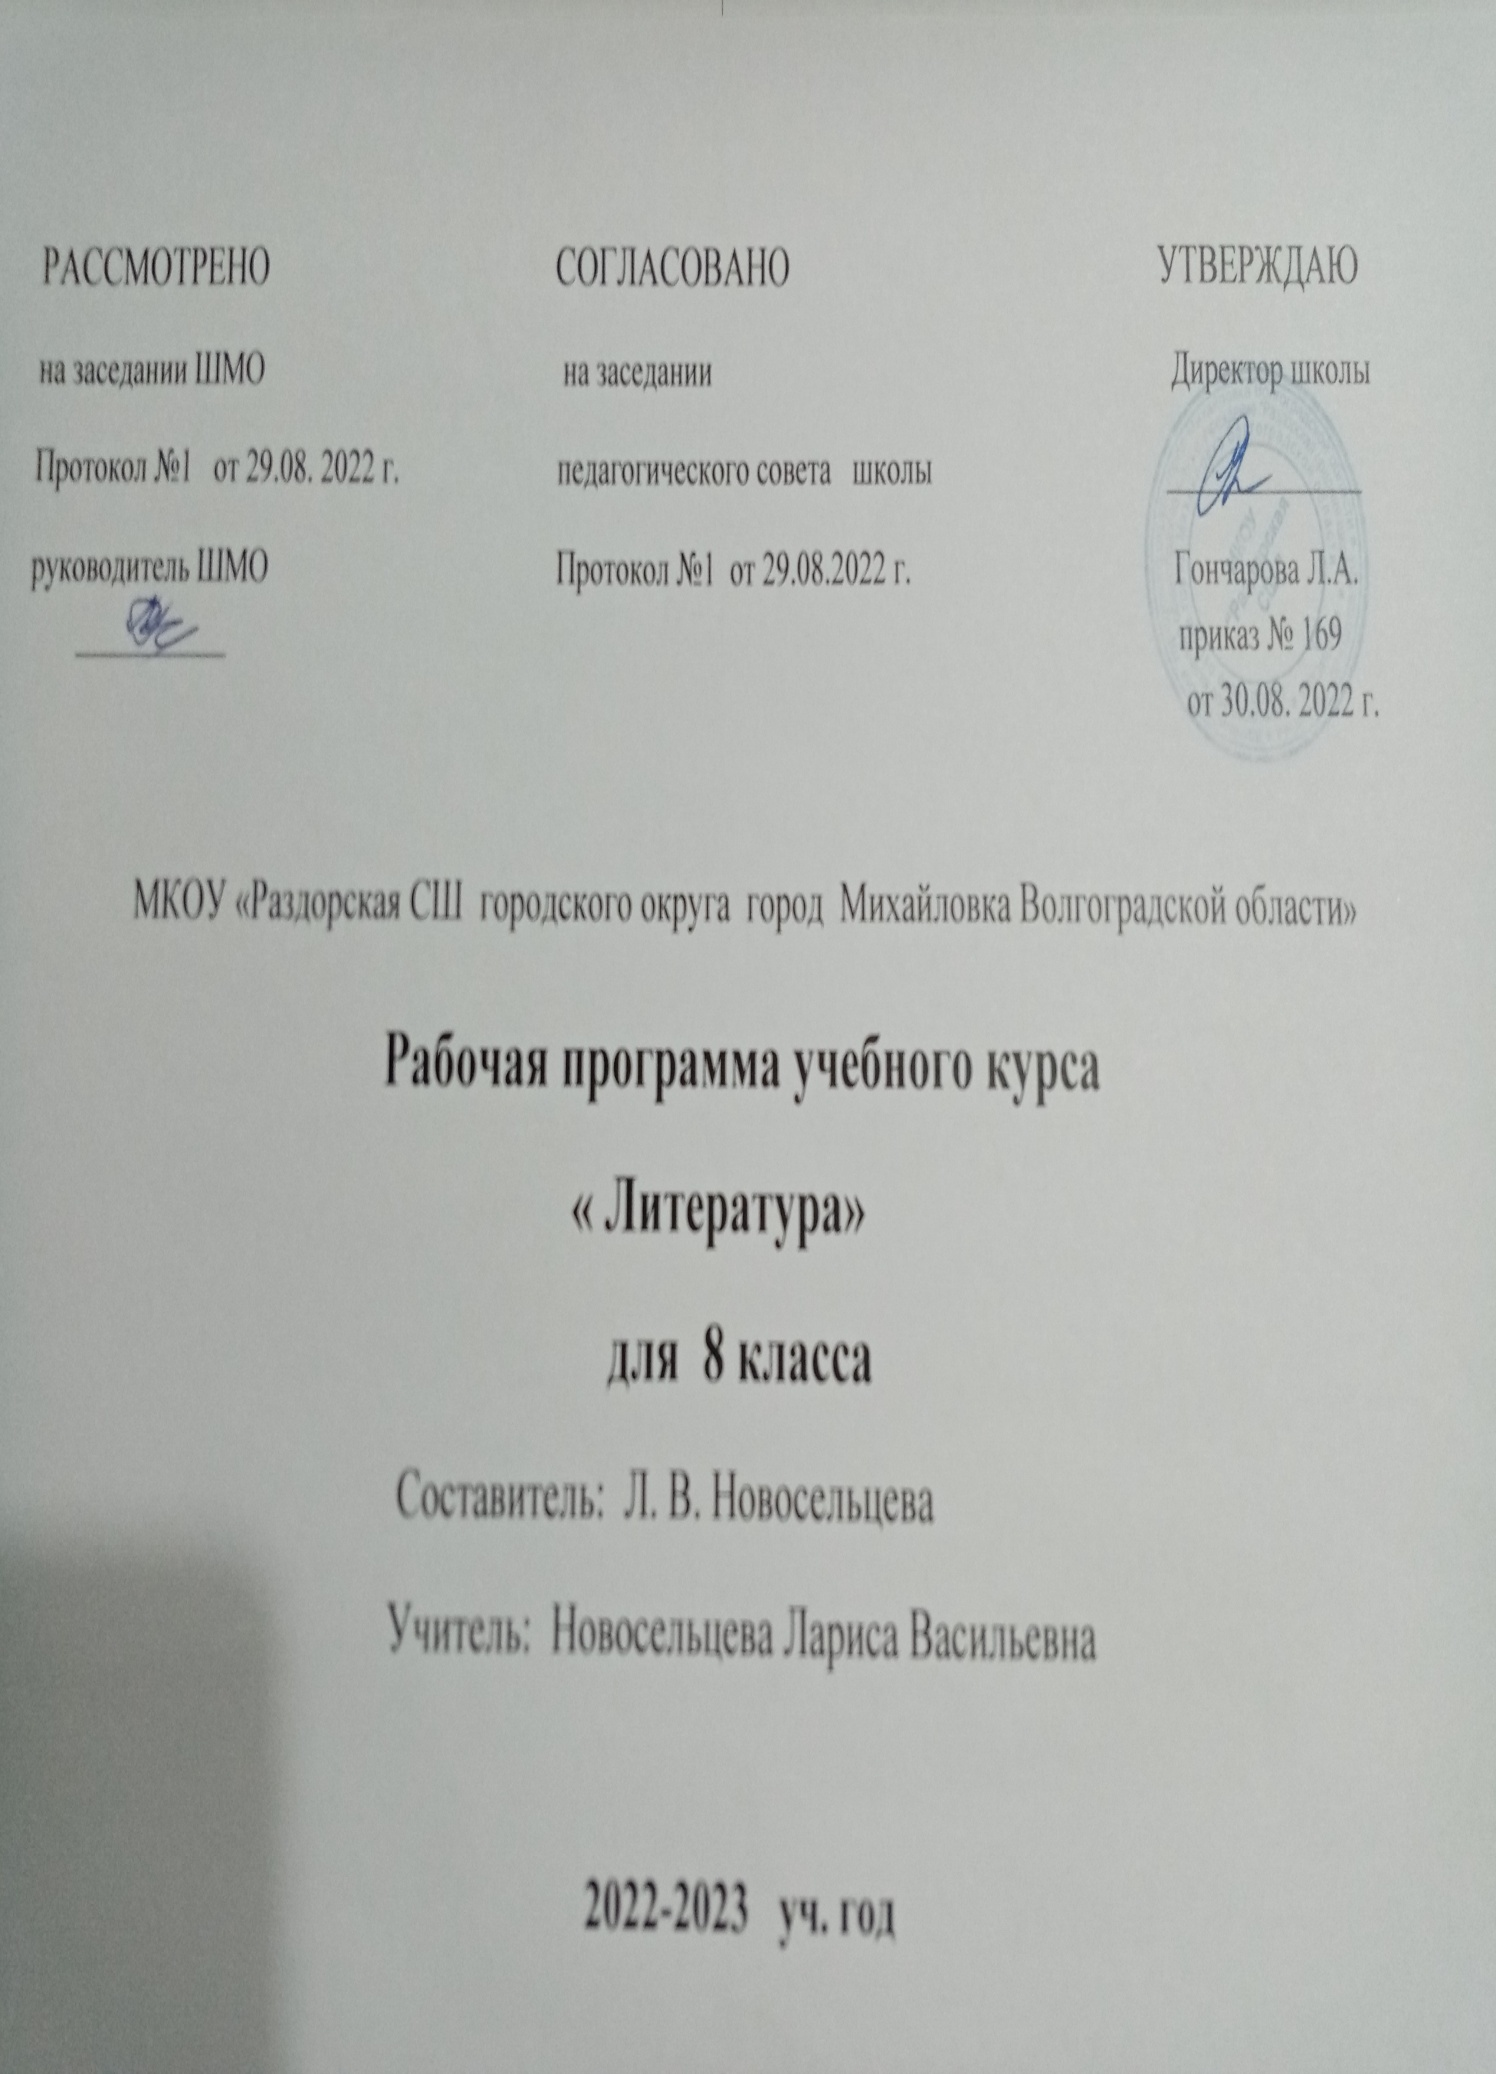 РАССМОТРЕНО
на заседании ШМО
Протокол №1 от 29.08. 2022 г.
руководитель ШМО
СОГЛАСОВАНО
на заседании
педагогического совета школы
Протокол №1 от 29.08.2022 г.
УТВЕРЖДАЮ
Директор школы
Гончарова Л.А.
приказ № 169
от 30.08. 2022 г.
МКОУ «Раздорская СШ городского округа город Михайловка Волгоградской области»
Рабочая программа учебного курса
« Литература»
для 8 класса
Составитель: Л. В. Новосельцева
Учитель: Новосельцева Лариса Васильевна
2022-2023 уч. год